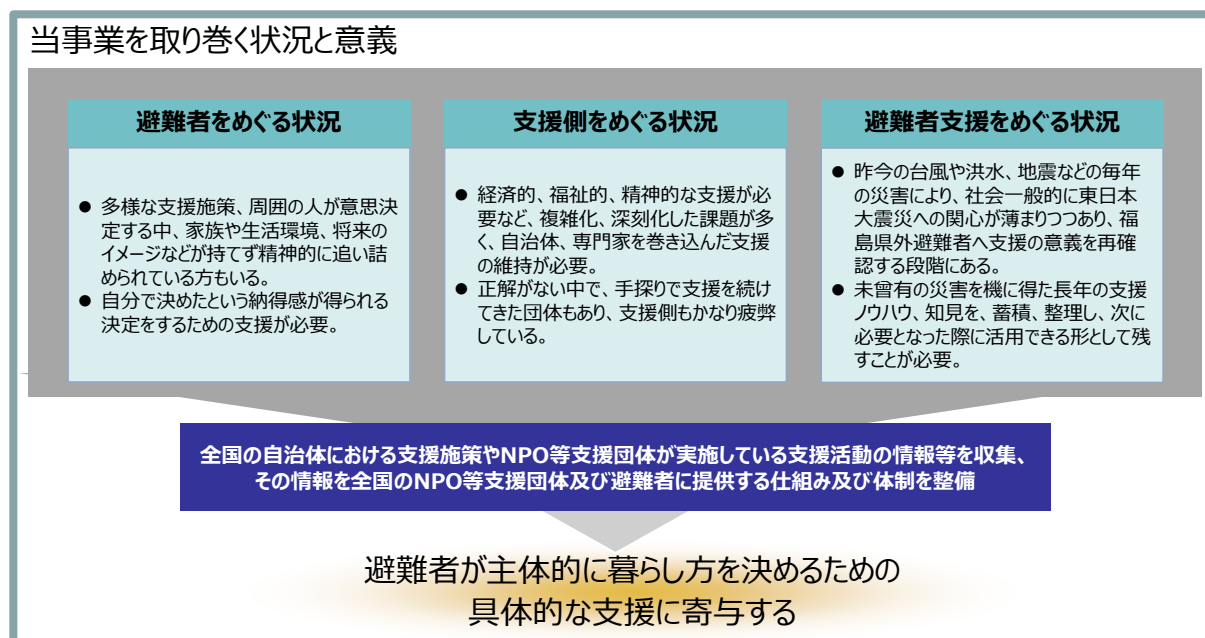 当事業を取り巻く状況と意義
避難者をめぐる状況
● 多様な支援施策、周囲の人が意思決
定する中、家族や生活環境、将来の
イメージなどが持てず精神的に追い詰
められている方もいる。
● 自分で決めたという納得感が得られる
決定をするための支援が必要。
支援側をめぐる状況
● 経済的、福祉的、精神的な支援が必
要など、複雑化、深刻化した課題が多
く、自治体、専門家を巻き込んだ支援
の維持が必要。
● 正解がない中で、手探りで支援を続け
てきた団体もあり、支援側もかなり疲弊
している。
避難者支援をめぐる状況
● 昨今の台風や洪水、地震などの毎年
の災害により、社会一般的に東日本
大震災への関心が薄まりつつあり、福
島県外避難者へ支援の意義を再確
認する段階にある。
● 未曾有の災害を機に得た長年の支援
ノウハウ、知見を、蓄積、整理し、次に
必要となった際に活用できる形として残
すことが必要。
全国の自治体における支援施策やNPO等支援団体が実施している支援活動の情報等を収集、
その情報を全国のNPO等支援団体及び避難者に提供する仕組み及び体制を整備
避難者が主体的に暮らし方を決めるための
具体的な支援に寄与する